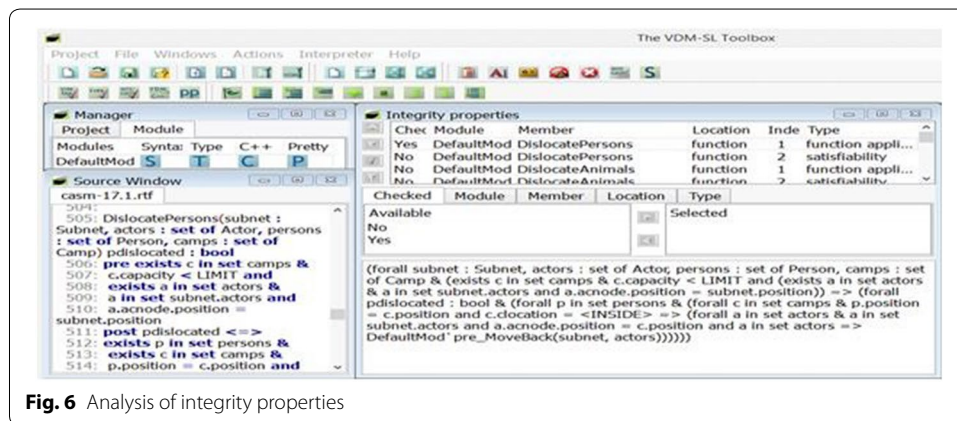 The VDM-SL Toolbox
Project File Windows Actions Interpreter Help
Manager
Project Module
Modules Synta: Type C++ Pretty
DefaultMod S T C P
Source Window
casm-17.1.rtf
504:
505: DislocatePersons(subnet :
Subnet, actors : set of Actor, persons
: set of Person, camps : set of
Camp) pdislocated : bool
506: pre exists c in set camps &
507: c.capacity < LIMIT and
508: exists a in set actors &
509: a in set subnet.actors and
510: a.acnode.position =
subnet.position
511: post pdislocated <=>
512: exists p in set persons &
513: exists c in set camps &
514: p.position = c.position and
Integrity properties
Chec Module Member Location Inde Type
Yes DefaultMod DislocatePersons function 1 function appli...
No DefaultMod DislocatePersons function 2 satisfiability
No DefaultMod DislocateAnimals function 1 function appli...
No DefaultMod DislocateAnimals function 2 satisfiability
Checked Module Member Location Type
Available
No
Yes
Selected
(forall subnet : Subnet, actors : set of Actor, persons : set of Person, camps : set
of Camp & (exists c in set camps & c.capacity < LIMIT and (exists a in set actors
& a in set subnet.actors and a.acnode.position = subnet.position)) => (forall
pdislocated : bool & (forall p in set persons & (forall c in set camps & p.position
= c.position and c.clocation = <INSIDE> => (forall a in set actors & a in set
subnet.actors and a.acnode.position = c.position and a in set actors =>
DefaultMod`pre_MoveBack(subnet, actors))))))
Fig. 6 Analysis of integrity properties